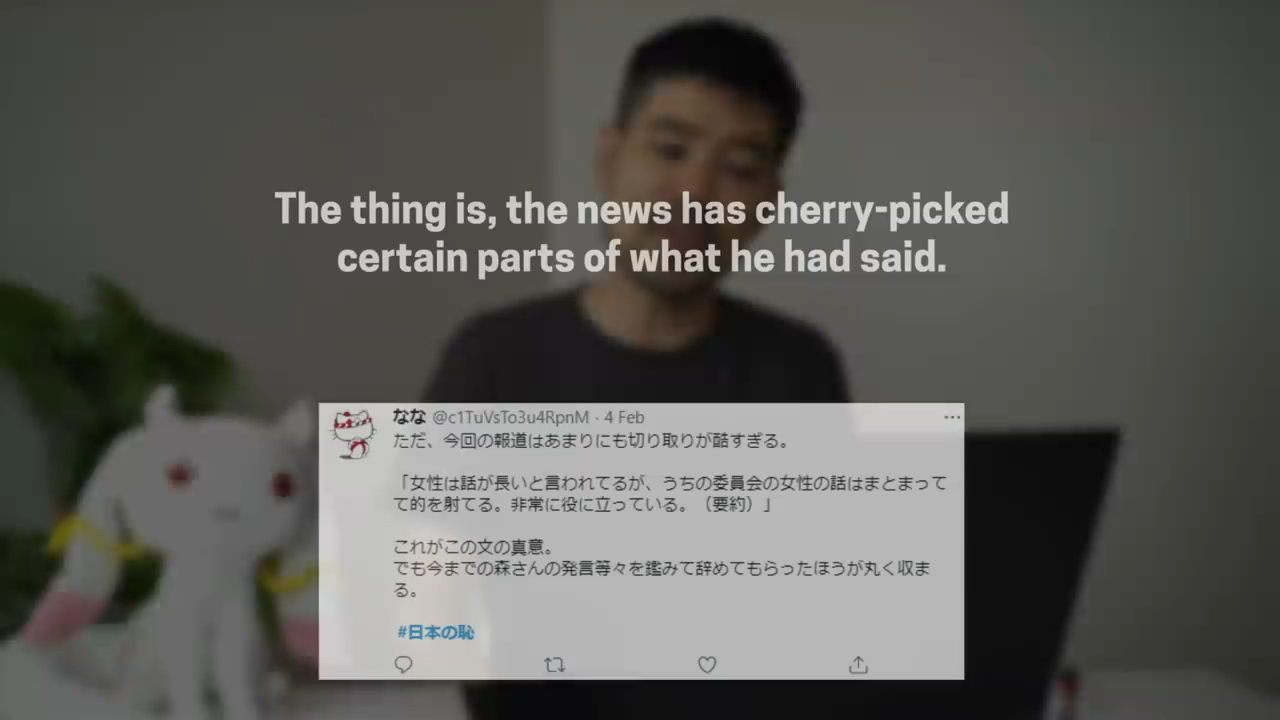 The thing is, the news has cherry-picked
certain parts of what he had said.
なな @c1TuVsTo3u4RpnM · 4 Feb
ただ、今回の報道はあまりにも切り取りが酷すぎる。
「女性は話が長いと言われてるが、うちの委員会の女性の話はまとまって
て的を射てる。非常に役に立っている。（要約）」
これがこの文の真意。
でも今までの森さんの発言等々を鑑みて辞めてもらったほうが丸く収ま
る。
#日本の恥